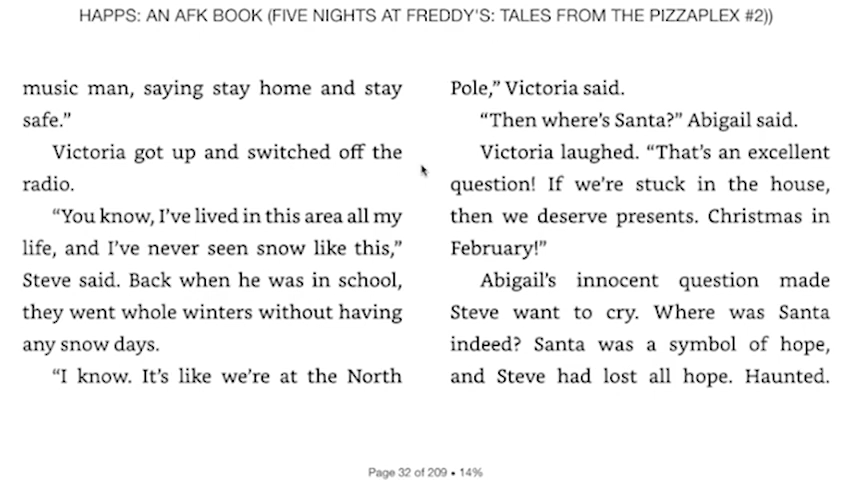 HAPPS: AN AFK BOOK (FIVE NIGHTS AT FREDDY'S: TALES FROM THE PIZZAPLEX #2))
music man, saying stay home and stay
safe.”
Victoria got up and switched off the
radio.
“You know, I’ve lived in this area all my
life, and I’ve never seen snow like this,”
Steve said. Back when he was in school,
they went whole winters without having
any snow days.
“I know. It’s like we’re at the North
Pole,” Victoria said.
“Then where’s Santa?” Abigail said.
Victoria laughed. “That’s an excellent
question! If we’re stuck in the house,
then we deserve presents. Christmas in
February!”
Abigail’s innocent question made
Steve want to cry. Where was Santa
indeed? Santa was a symbol of hope,
and Steve had lost all hope. Haunted.
Page 32 of 209 • 14%